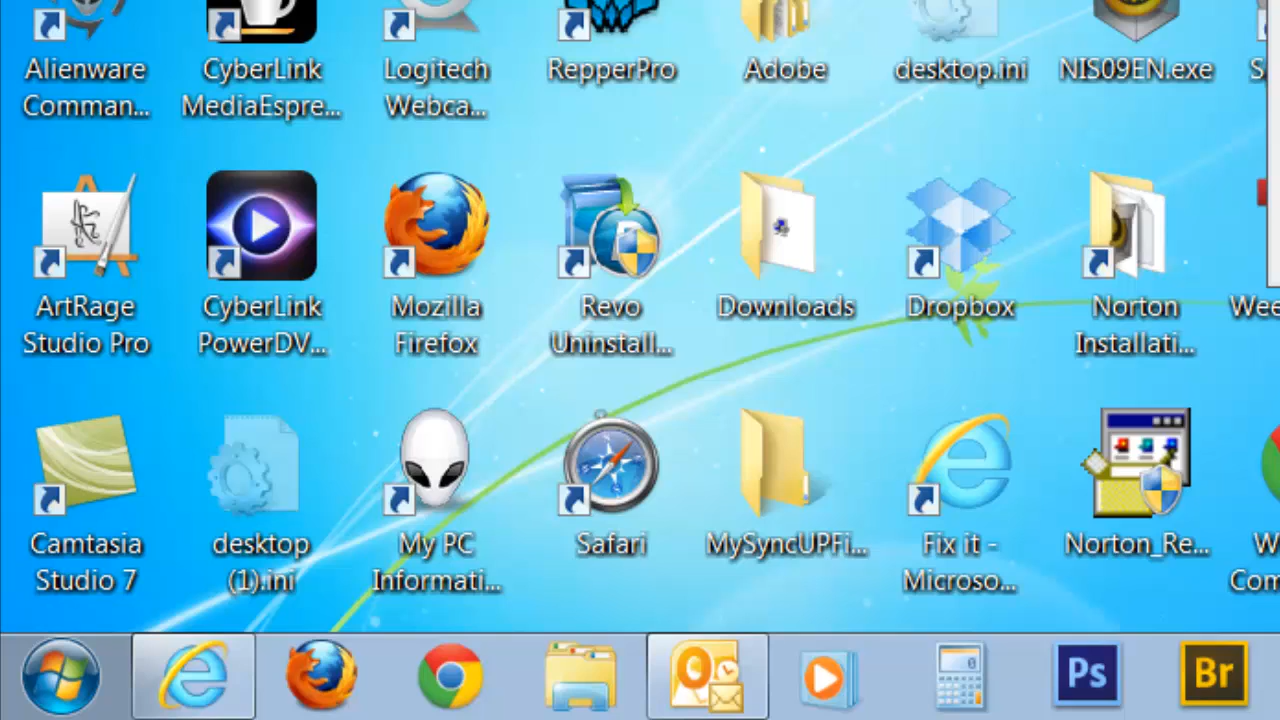 Alienware
Comman...
CyberLink
MediaEspre...
Logitech
Webca...
RepperPro
Adobe
desktop.ini
NIS09EN.exe
ArtRage
Studio Pro
CyberLink
PowerDV...
Mozilla
Firefox
Revo
Uninstall...
Downloads
Dropbox
Norton
Installati...
Wee
Camtasia
Studio 7
desktop
(1).ini
My PC
Informati...
Safari
MySyncUPFi...
Fix it -
Microso...
Norton_Re...
Com
Ps
Br